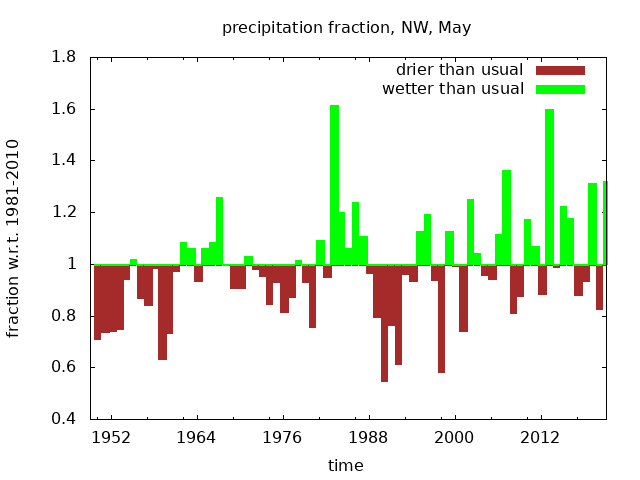 precipitation fraction, NW, May
drier than usual
wetter than usual
fraction w.r.t. 1981-2010
1.8
1.6
1.4
1.2
1
0.8
0.6
0.4
1952 1964 1976 1988 2000 2012
time